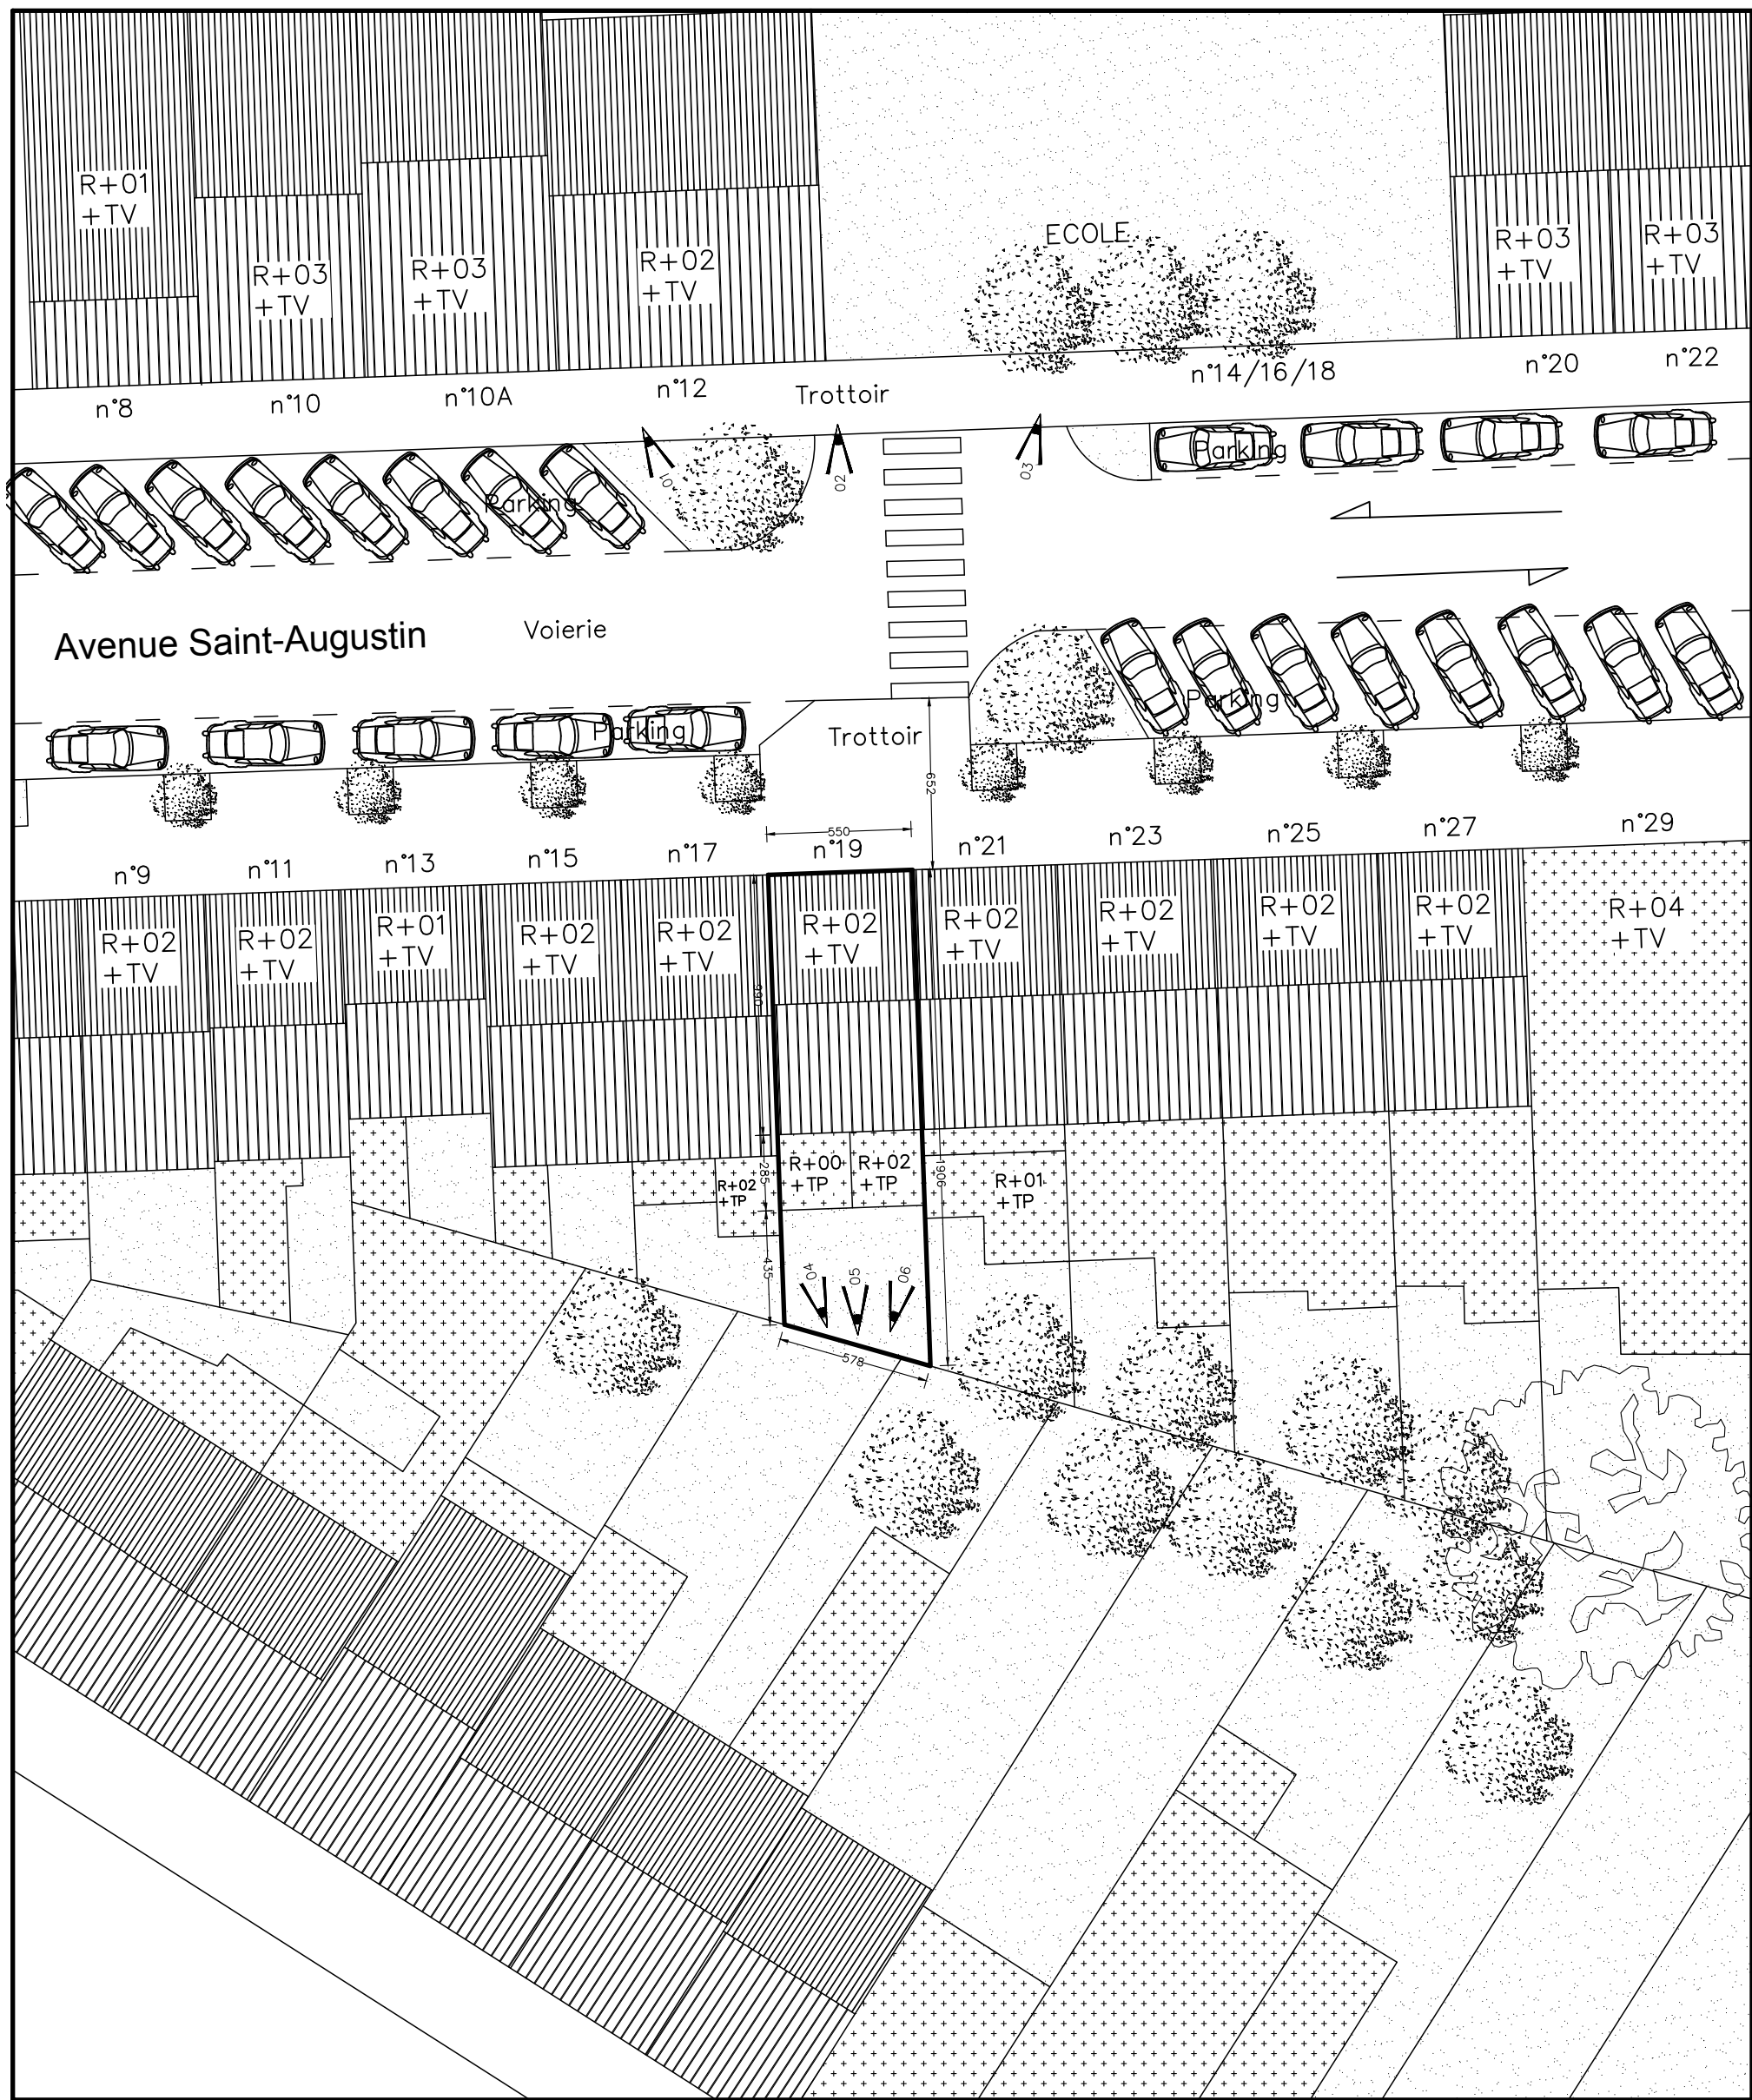 R+01
+TV
R+03
+TV
R+03
+TV
R+02
+TV
ECOLE
R+03
+TV
R+03
+TV
n°8
n°10
n°10A
n°12
Trottoir
n°14/16/18
n°20
n°22
01
02
03
Parking
Parking
Avenue Saint-Augustin
Voierie
Parking
Trottoir
Parking
652
550
n°9
n°11
n°13
n°15
n°17
n°19
n°21
n°23
n°25
n°27
n°29
R+02
+TV
R+02
+TV
R+01
+TV
R+02
+TV
R+02
+TV
R+02
+TV
R+02
+TV
R+02
+TV
R+02
+TV
R+02
+TV
R+04
+TV
990
R+02
+TP
285
R+00
+TP
R+02
+TP
1906
R+01
+TP
435
04
05
06
578